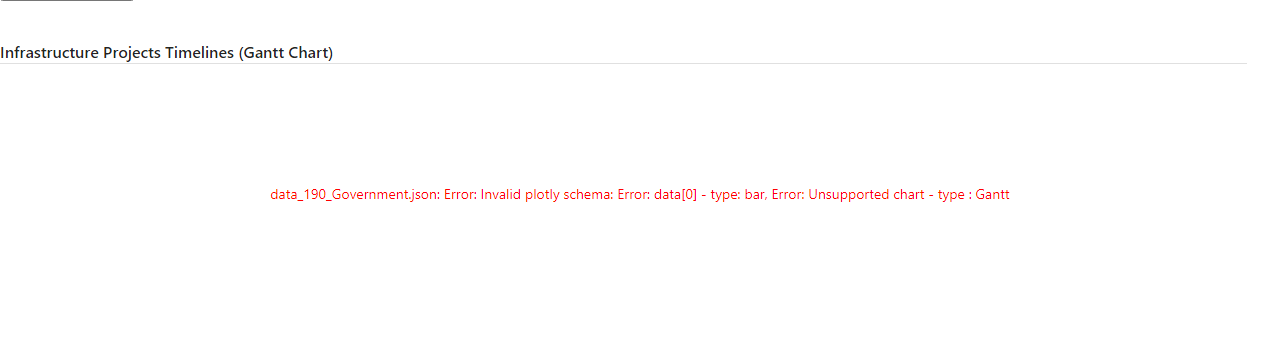 Infrastructure Projects Timelines (Gantt Chart)
data_190_Government.json: Error: Invalid plotly schema: Error: data[0] - type: bar, Error: Unsupported chart - type : Gantt